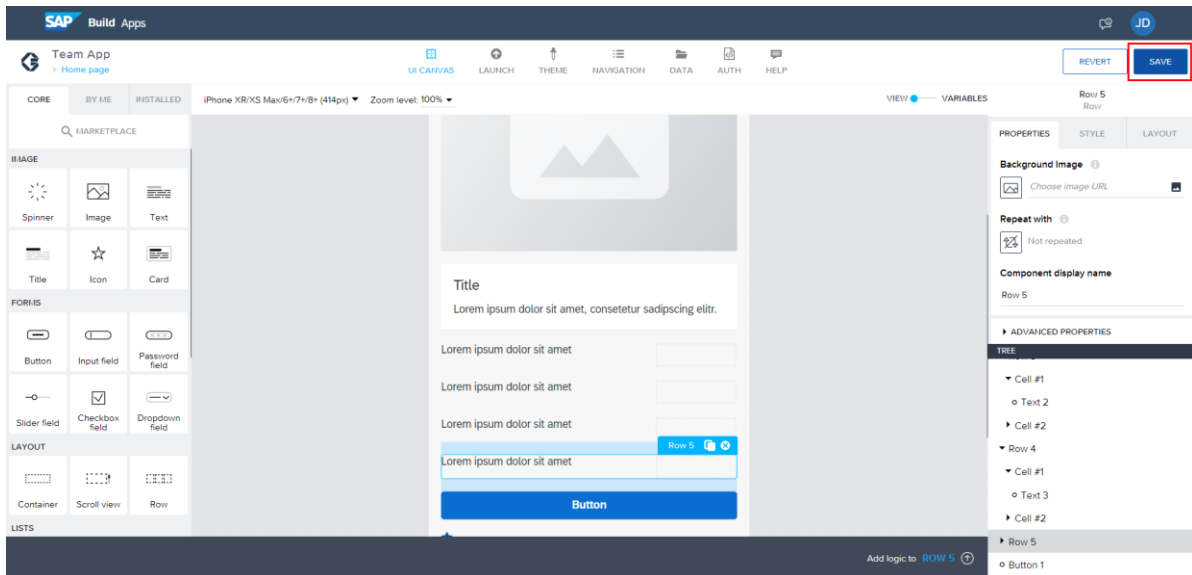 SAP Build Apps
JD
Team App
Home page
UI CANVAS LAUNCH THEME NAVIGATION DATA AUTH HELP
REVERT SAVE
CORE BY ME INSTALLED
iPhone XR/XS Max/6+/7+/8+ (414px) Zoom level: 100%
VIEW VARIABLES
Row 5
Row
MARKETPLACE
PROPERTIES STYLE LAYOUT
IMAGE
Spinner Image Text
Title Icon Card
FORMS
Button Input field Password field
Slider field Checkbox field Dropdown field
LAYOUT
Container Scroll view Row
LISTS
Title
Lorem ipsum dolor sit amet, consetetur sadipscing elitr.
Lorem ipsum dolor sit amet
Lorem ipsum dolor sit amet
Lorem ipsum dolor sit amet
Row 5
Lorem ipsum dolor sit amet
Button
Add logic to ROW 5
Background Image
Choose image URL
Repeat with
Not repeated
Component display name
Row 5
ADVANCED PROPERTIES
TREE
Cell #1
Text 2
Cell #2
Row 4
Cell #1
Text 3
Cell #2
Row 5
Button 1